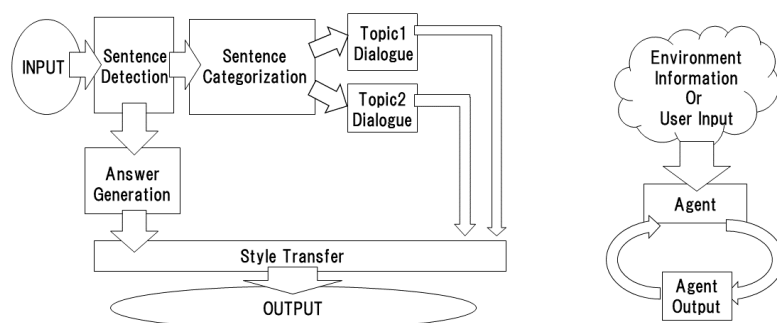 INPUT
Sentence
Detection
Sentence
Categorization
Topic1
Dialogue
Topic2
Dialogue
Answer
Generation
Style Transfer
OUTPUT
Environment
Information
Or
User Input
Agent
Agent
Output